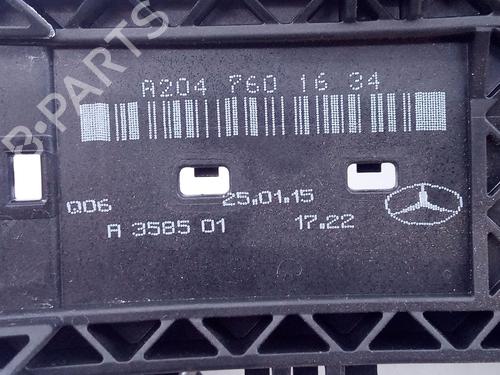 B-PARTS
A204 760 16 34
Q06 25.01.15
A 3585 01 17.22